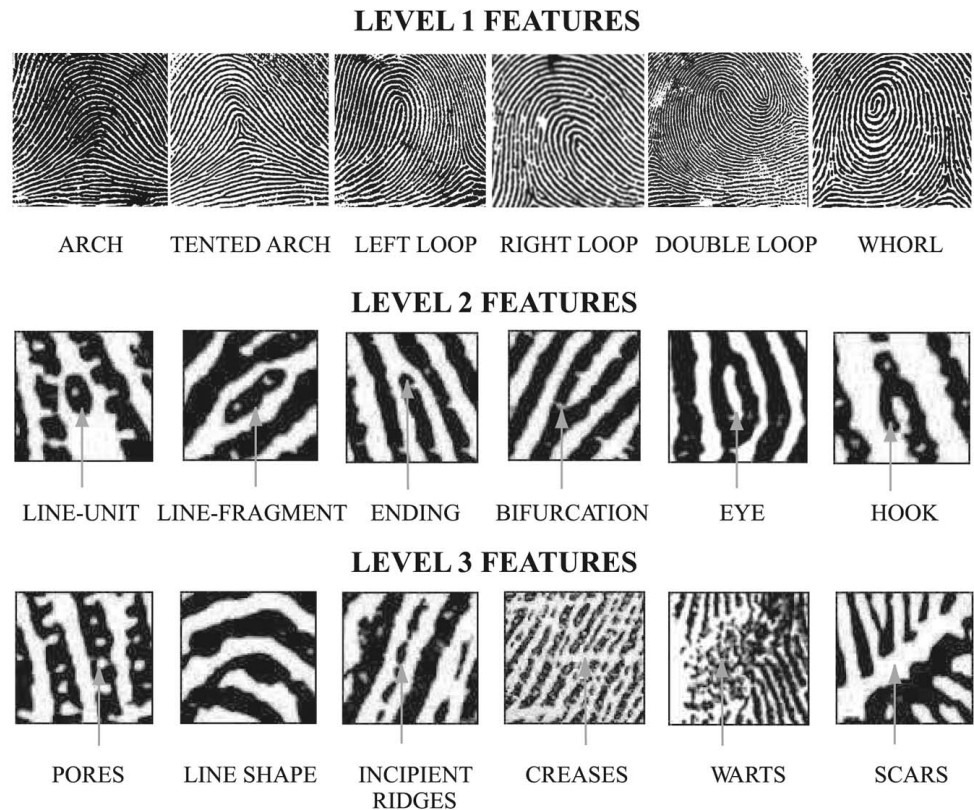 LEVEL 1 FEATURES
ARCH TENTED ARCH LEFT LOOP RIGHT LOOP DOUBLE LOOP WHORL
LEVEL 2 FEATURES
LINE-UNIT LINE-FRAGMENT ENDING BIFURCATION EYE HOOK
LEVEL 3 FEATURES
PORES LINE SHAPE INCIPIENT CREASES WARTS SCARS
RIDGES